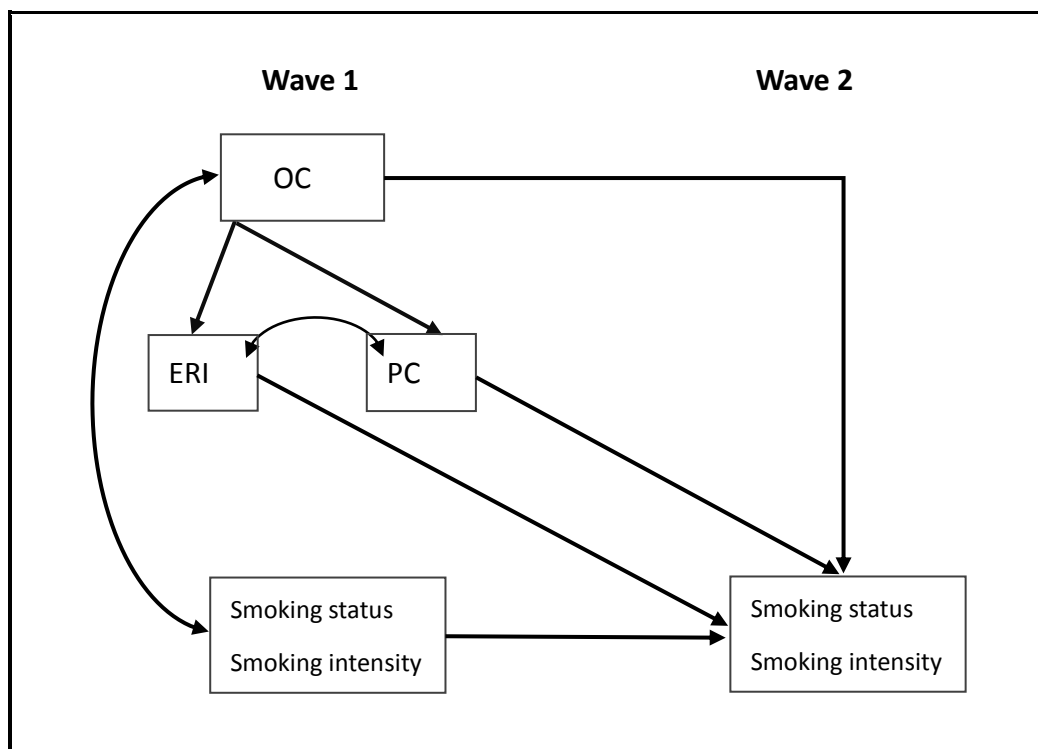 Wave 1
Wave 2
OC
ERI
PC
Smoking status
Smoking intensity
Smoking status
Smoking intensity